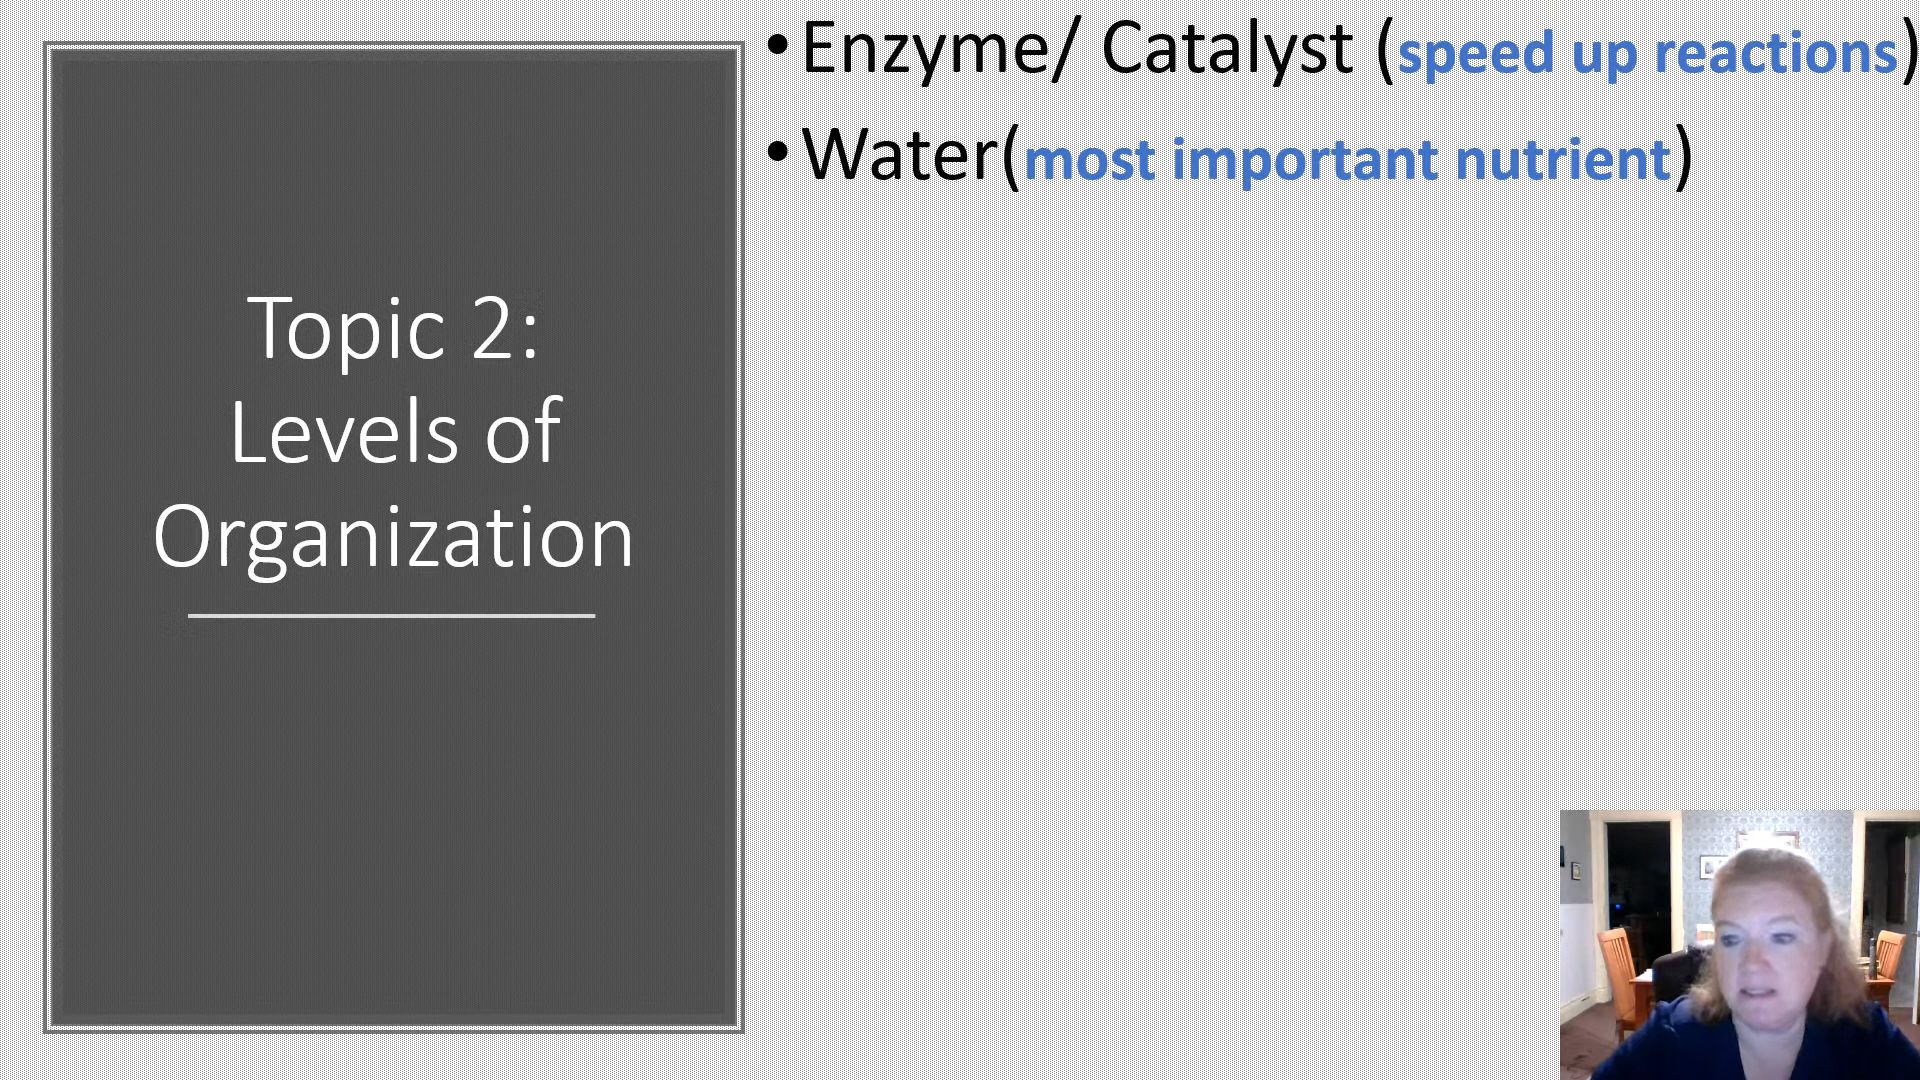 Topic 2:
Levels of
Organization
• Enzyme/ Catalyst (speed up reactions)
• Water(most important nutrient)